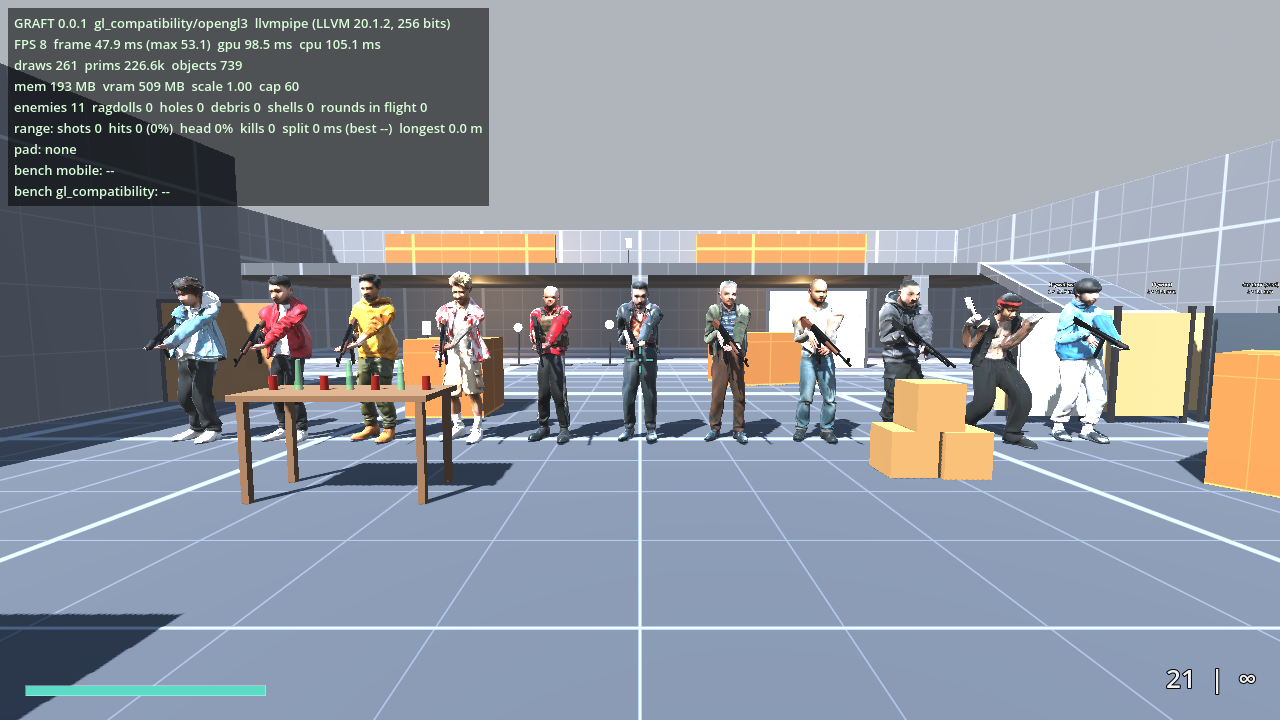 GRAFT 0.0.1 gl_compatibility/opengl3 llvmpipe (LLVM 20.1.2, 256 bits)
FPS 8 frame 47.9 ms (max 53.1) gpu 98.5 ms cpu 105.1 ms
draws 261 prims 226.6k objects 739
mem 193 MB vram 509 MB scale 1.00 cap 60
enemies 11 ragdolls 0 holes 0 debris 0 shells 0 rounds in flight 0
range: shots 0 hits 0 (0%) head 0% kills 0 split 0 ms (best --) longest 0.0 m
pad: none
bench mobile: --
bench gl_compatibility: --
21 | ∞